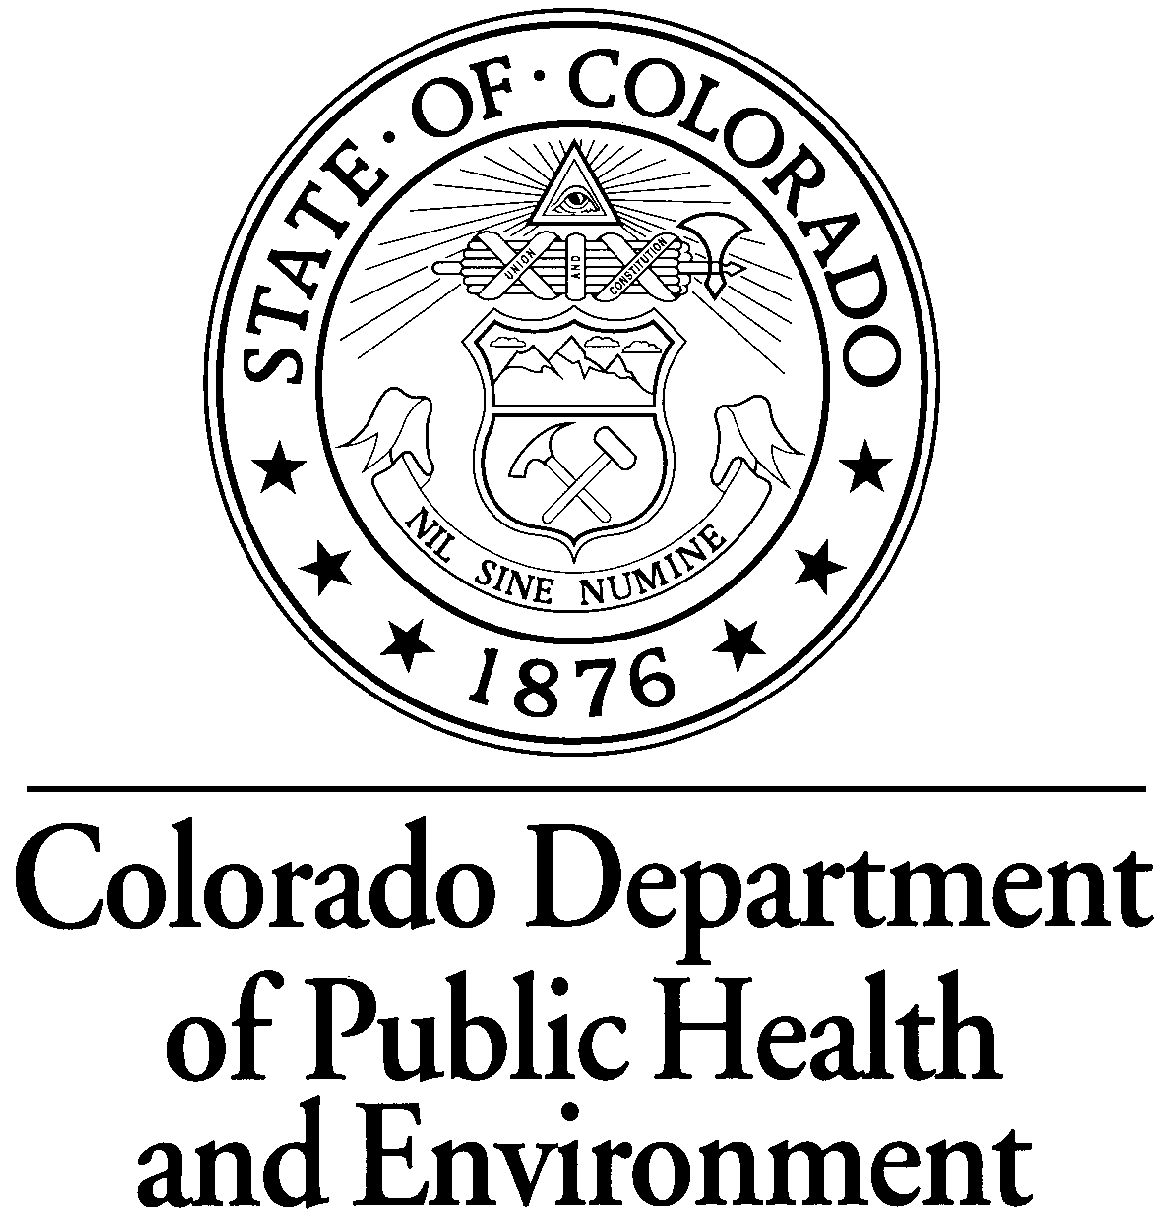 STATE · OF · COLORADO
UNION AND CONSTITUTION
NIL SINE NUMINE
1876
Colorado Department
of Public Health
and Environment